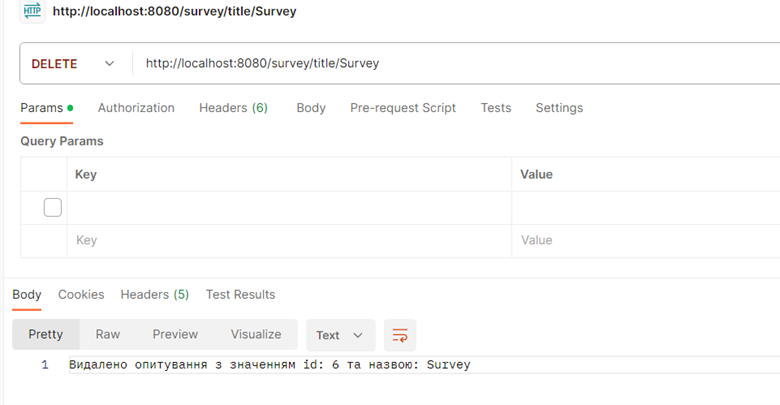 HTTP http://localhost:8080/survey/title/Survey
DELETE http://localhost:8080/survey/title/Survey
Params Authorization Headers (6) Body Pre-request Script Tests Settings
Query Params
Key Value
Key Value
Body Cookies Headers (5) Test Results
Pretty Raw Preview Visualize Text
1 Видалено опитування з значенням id: 6 та назвою: Survey